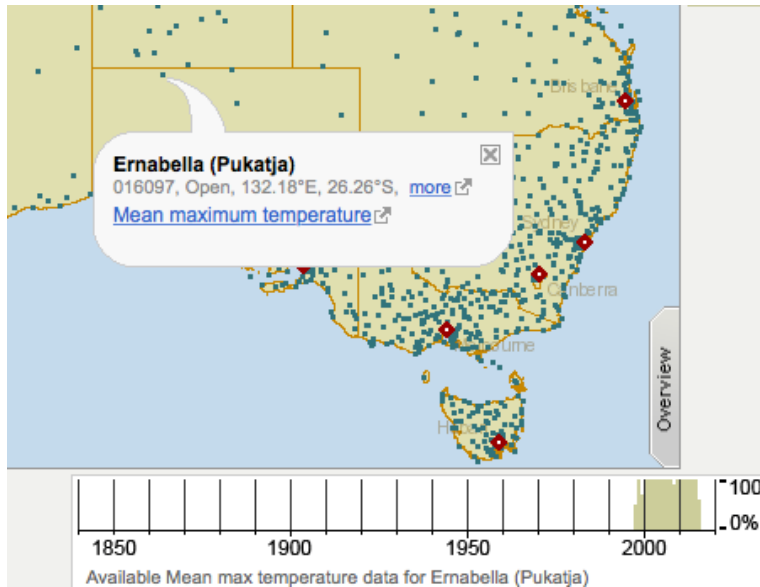 Brisbane
Ernabella (Pukatja)
016097, Open, 132.18°E, 26.26°S, more
Mean maximum temperature
Sydney
Canberra
Overview
100
0%
1850
1900
1950
2000
Available Mean max temperature data for Ernabella (Pukatja)